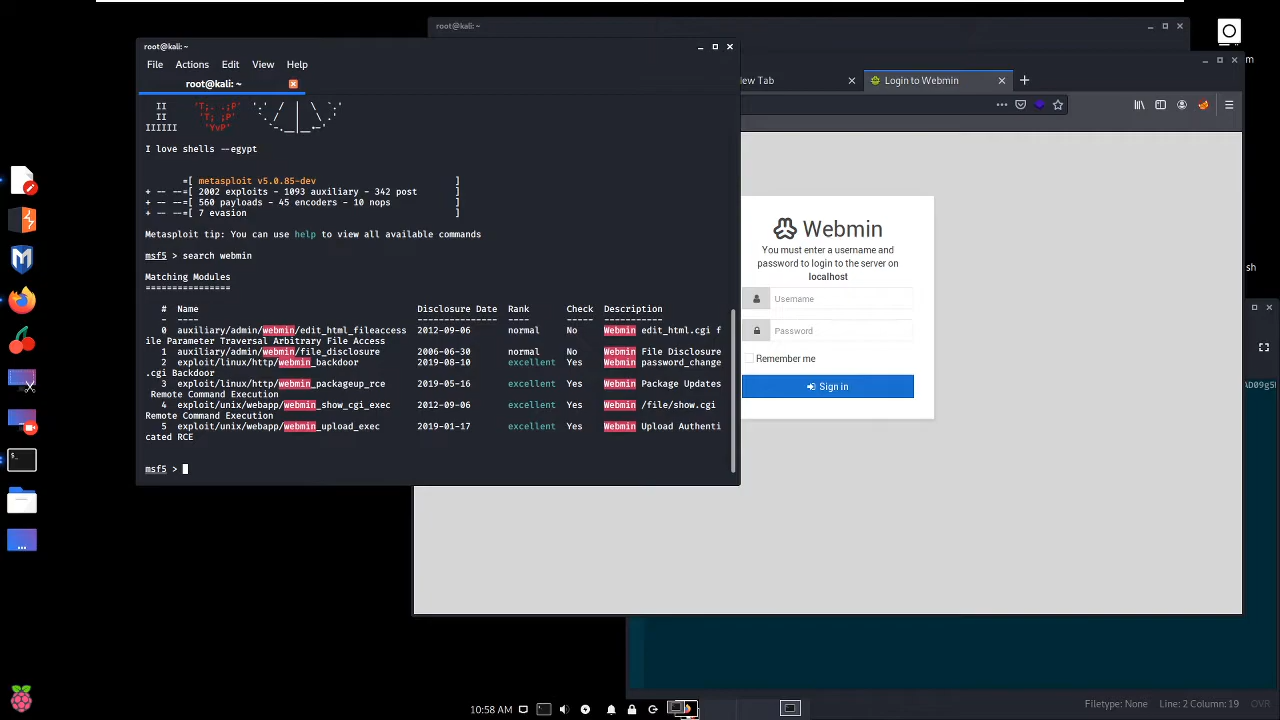 root@kali: ~
root@kali: ~
File Actions Edit View Help
root@kali: ~
I love shells --egypt
=[ metasploit v5.0.85-dev ]
+ -- --=[ 2002 exploits - 1093 auxiliary - 342 post ]
+ -- --=[ 560 payloads - 45 encoders - 10 nops ]
+ -- --=[ 7 evasion ]
Metasploit tip: You can use help to view all available commands
msf5 > search webmin
Matching Modules
================
# Name Disclosure Date Rank Check Description
- ---- --------------- ---- ----- -----------
0 auxiliary/admin/webmin/edit_html_fileaccess 2012-09-06 normal No Webmin edit_html.cgi f
ile Parameter Traversal Arbitrary File Access
1 auxiliary/admin/webmin/file_disclosure 2006-06-30 normal No Webmin File Disclosure
2 exploit/linux/http/webmin_backdoor 2019-08-10 excellent Yes Webmin password_change
.cgi Backdoor
3 exploit/linux/http/webmin_packageup_rce 2019-05-16 excellent Yes Webmin Package Updates
Remote Command Execution
4 exploit/unix/webapp/webmin_show_cgi_exec 2012-09-06 excellent Yes Webmin /file/show.cgi
Remote Command Execution
5 exploit/unix/webapp/webmin_upload_exec 2019-01-17 excellent Yes Webmin Upload Authenti
cated RCE
msf5 >
ew Tab
Login to Webmin
Webmin
You must enter a username and
password to login to the server on
localhost
Username
Password
Remember me
Sign in
m
sh
AD09g5
Filetype: None Line: 2 Column: 19 OVR
10:58 AM